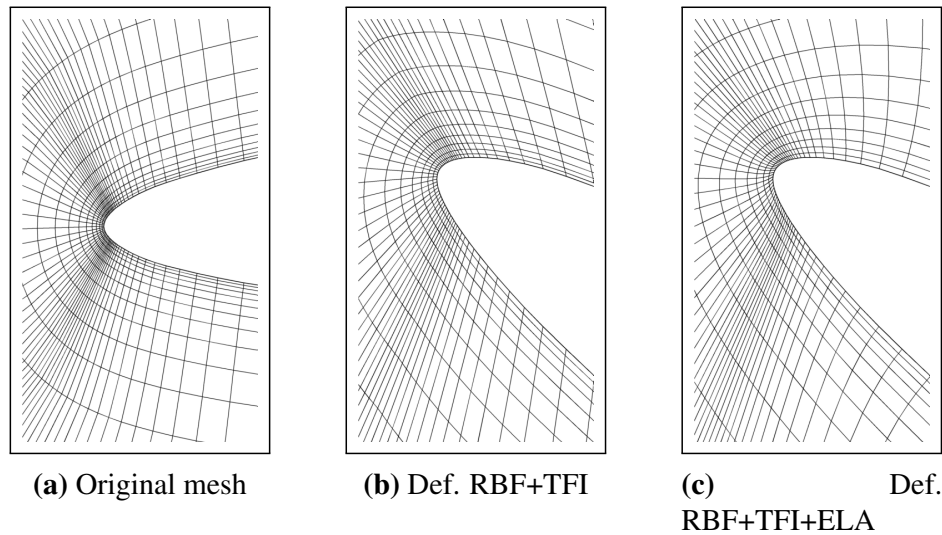 (a) Original mesh
(b) Def. RBF+TFI
(c) Def.
RBF+TFI+ELA